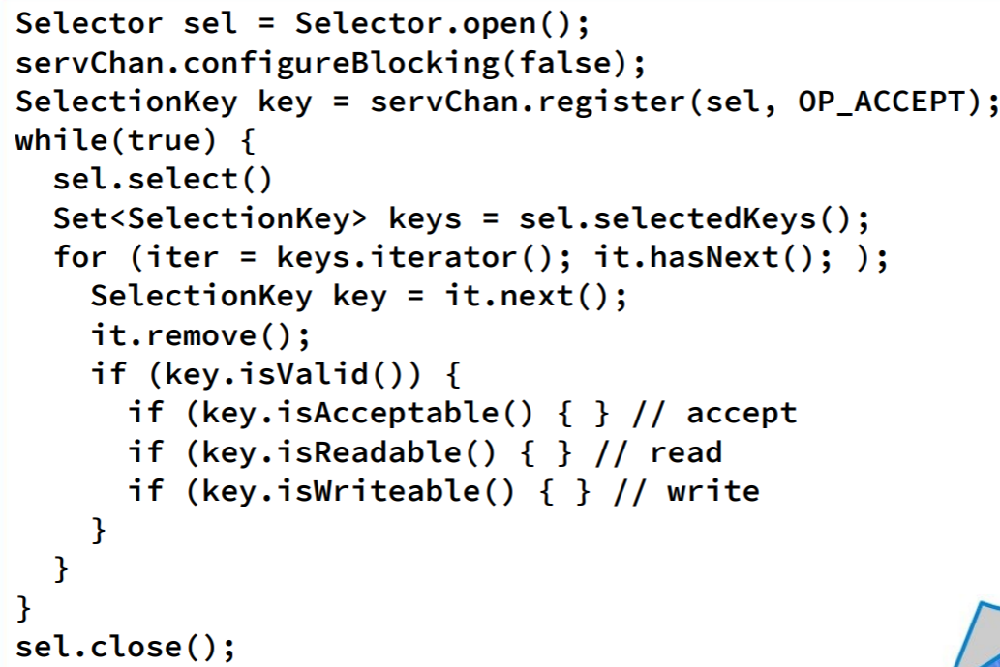 Selector sel = Selector.open();
servChan.configureBlocking(false);
SelectionKey key = servChan.register(sel, OP_ACCEPT);
while(true) {
  sel.select()
  Set<SelectionKey> keys = sel.selectedKeys();
  for (iter = keys.iterator(); it.hasNext(); );
    SelectionKey key = it.next();
    it.remove();
    if (key.isValid()) {
      if (key.isAcceptable() { } // accept
      if (key.isReadable() { } // read
      if (key.isWriteable() { } // write
    }
  }
}
sel.close();